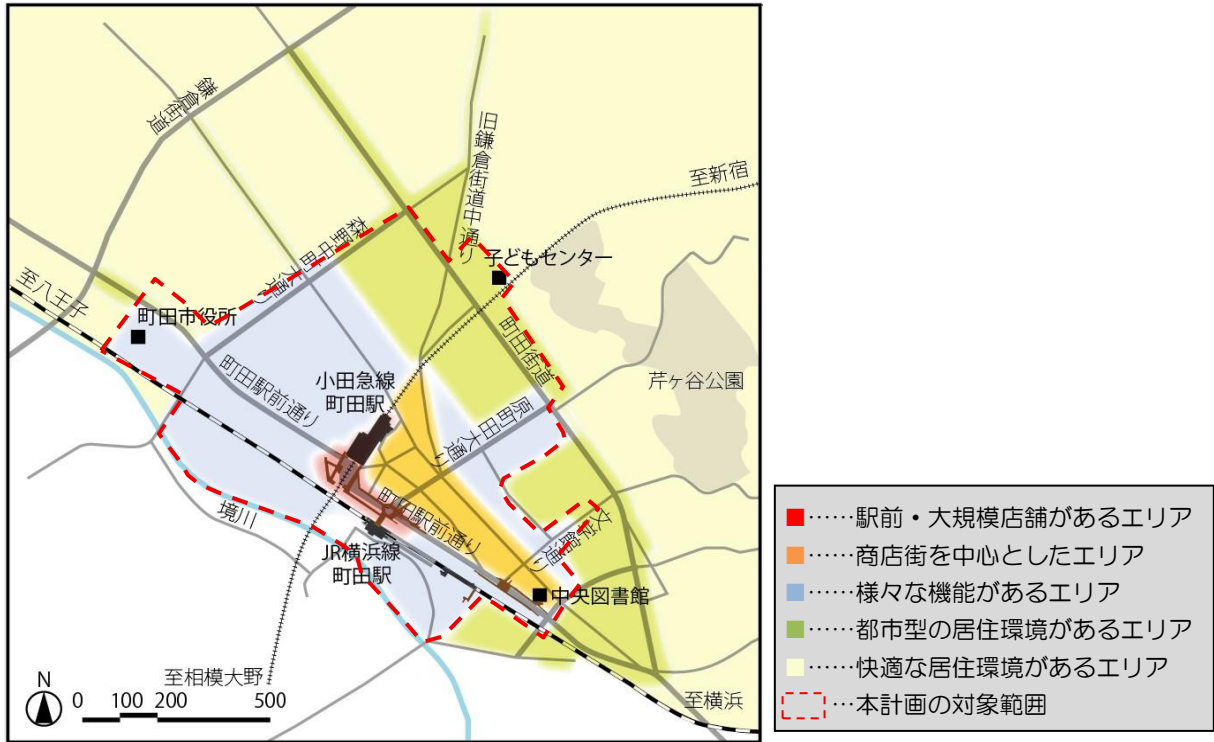 鎌倉街道
旧鎌倉街道中通り
至新宿
森野中町大通り
子どもセンター
至八王子
町田市役所
町田街道
小田急線
町田駅
町田駅前通り
原町田大通り
芹ヶ谷公園
町田駅前通り
文学館通り
境川
JR横浜線
町田駅
中央図書館
至相模大野
至横浜
N
0 100 200 500
■……駅前・大規模店舗があるエリア
■……商店街を中心としたエリア
■……様々な機能があるエリア
■……都市型の居住環境があるエリア
■……快適な居住環境があるエリア
…本計画の対象範囲